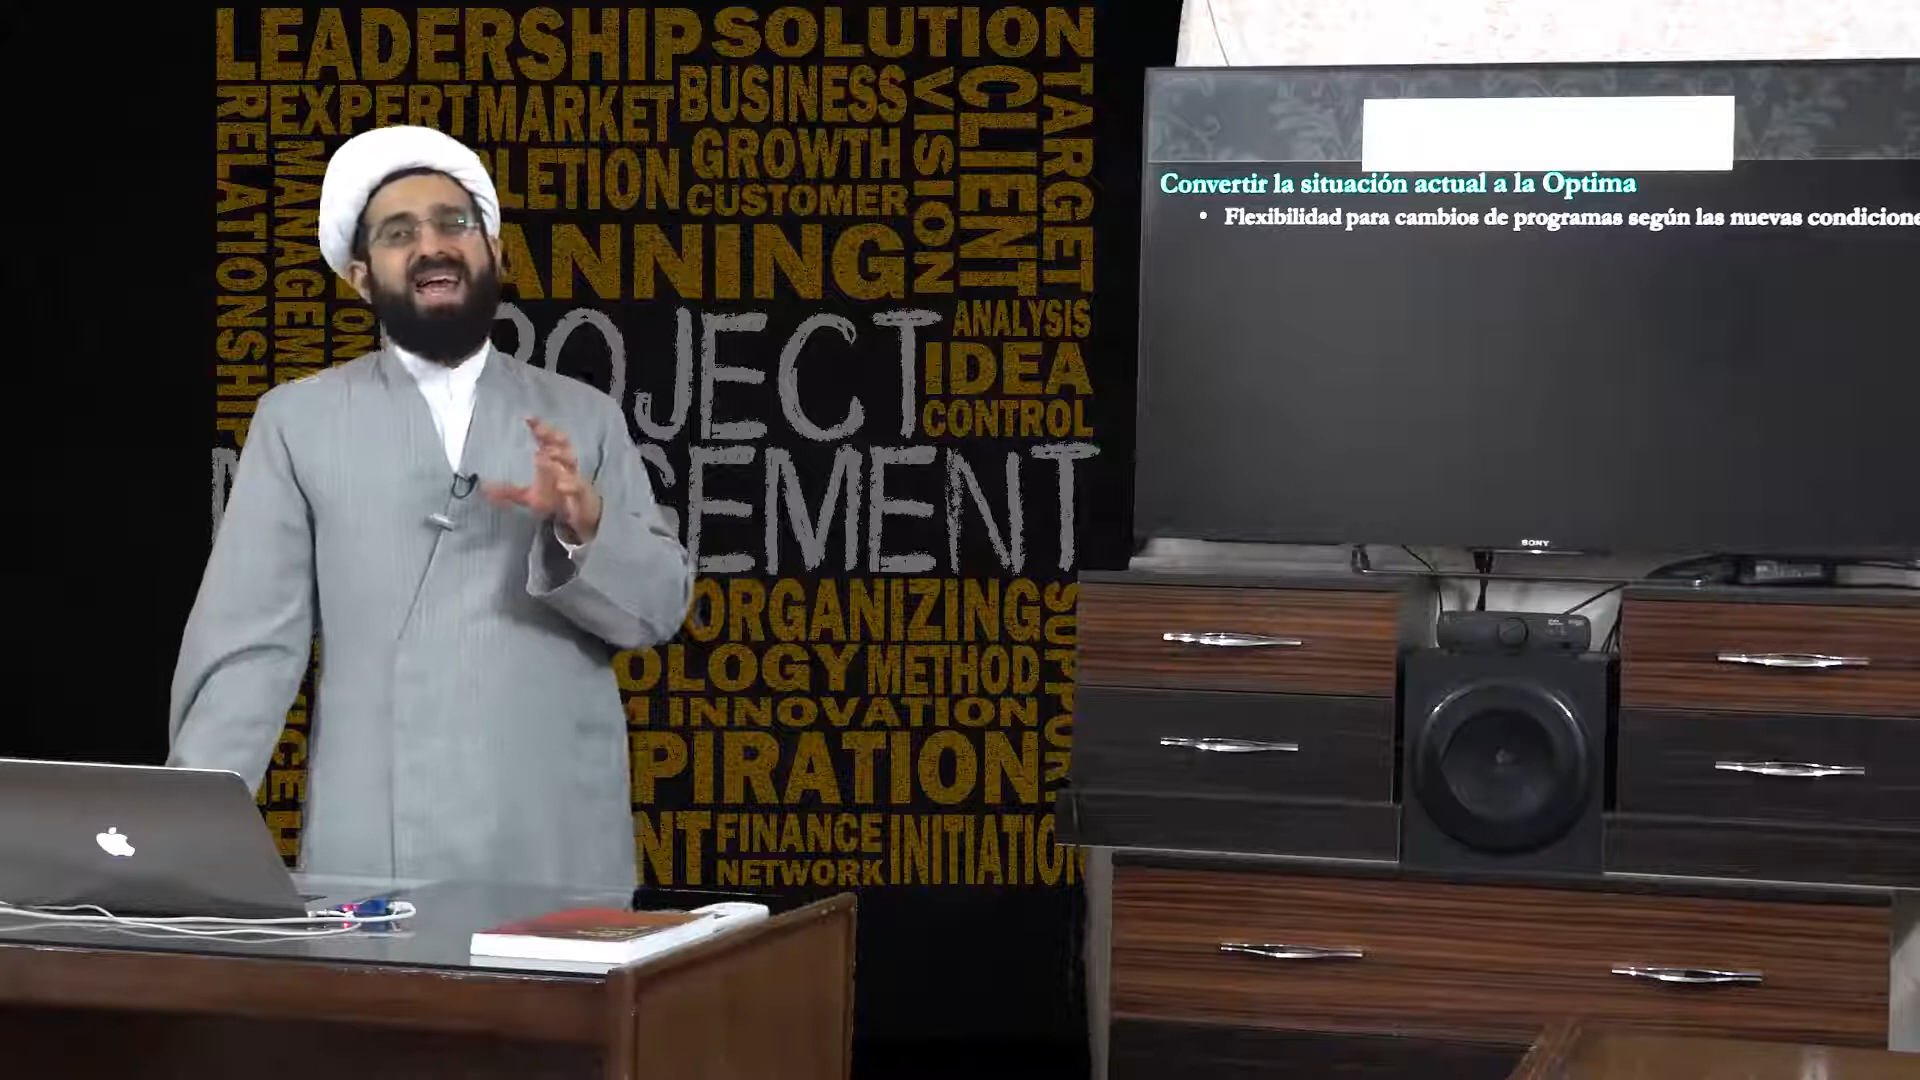 LEADERSHIP
SOLUTION
EXPERT MARKET
BUSINESS
GROWTH
CUSTOMER
VISION
CLIENT
TARGET
RELATIONSHIP
ANALYSIS
IDEA
CONTROL
ORGANIZING
METHOD
INNOVATION
FINANCE
NETWORK
Convertir la situación actual a la Optima
• Flexibilidad para cambios de programas según las nuevas
SONY